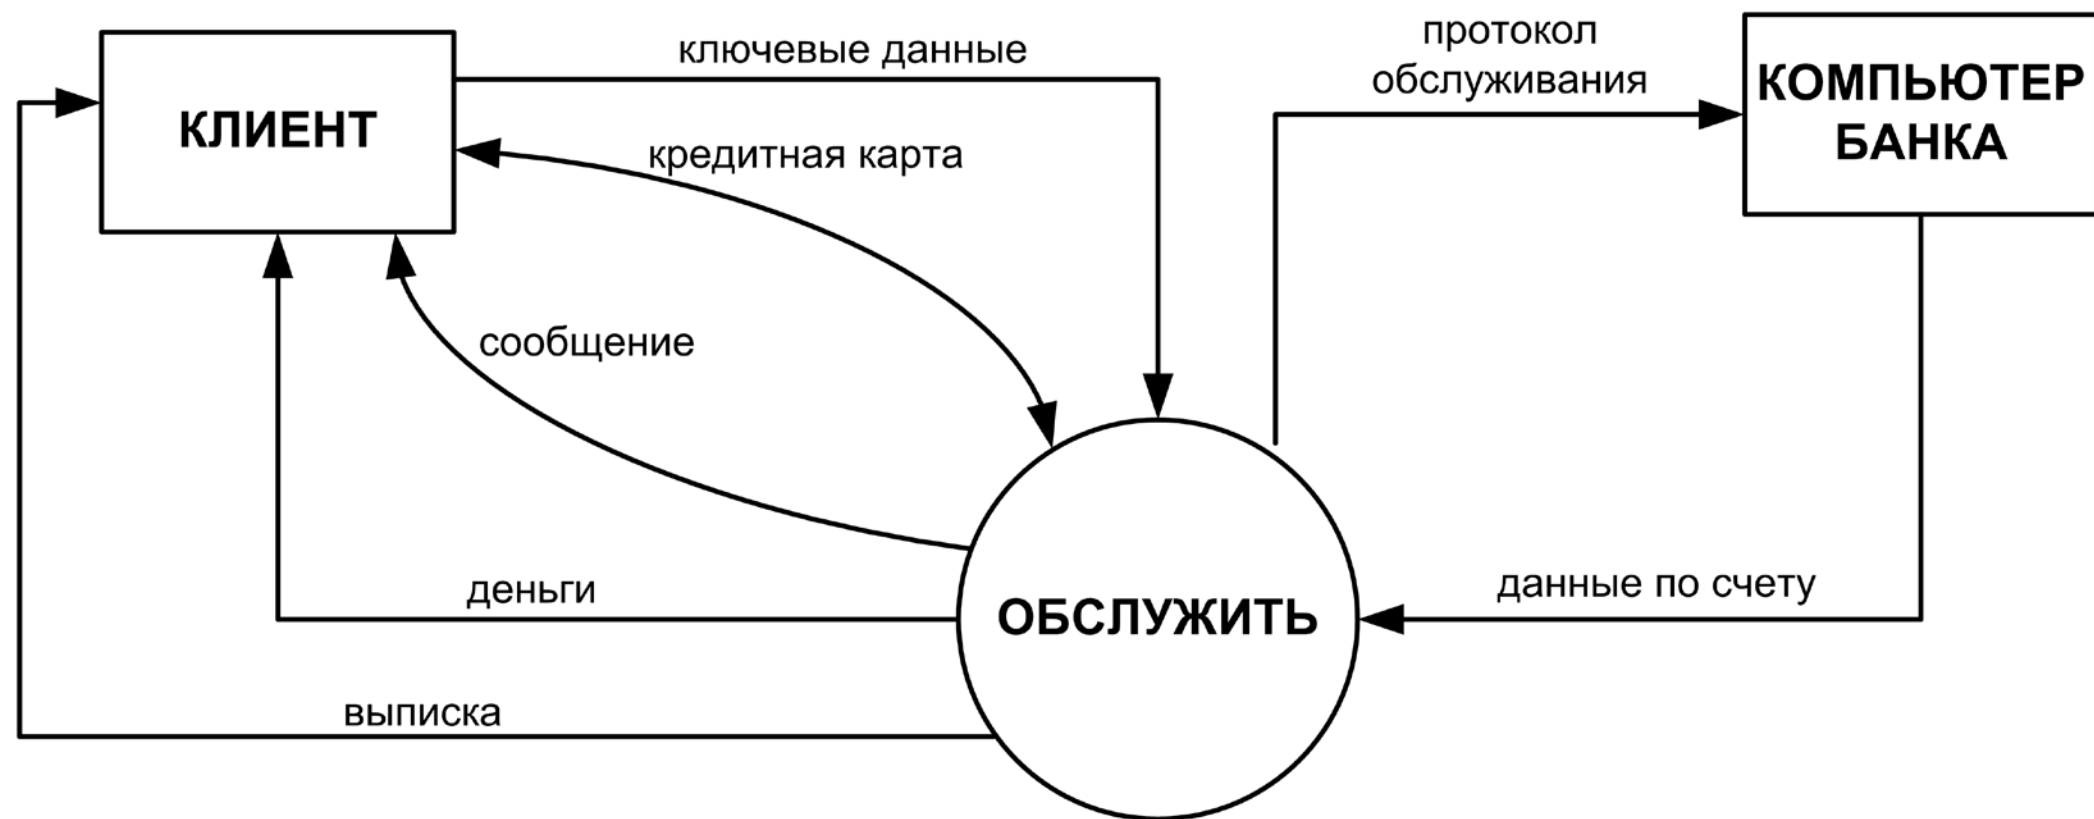 ключевые данные
протокол
обслуживания
КЛИЕНТ
КОМПЬЮТЕР
БАНКА
кредитная карта
сообщение
деньги
ОБСЛУЖИТЬ
данные по счету
выписка